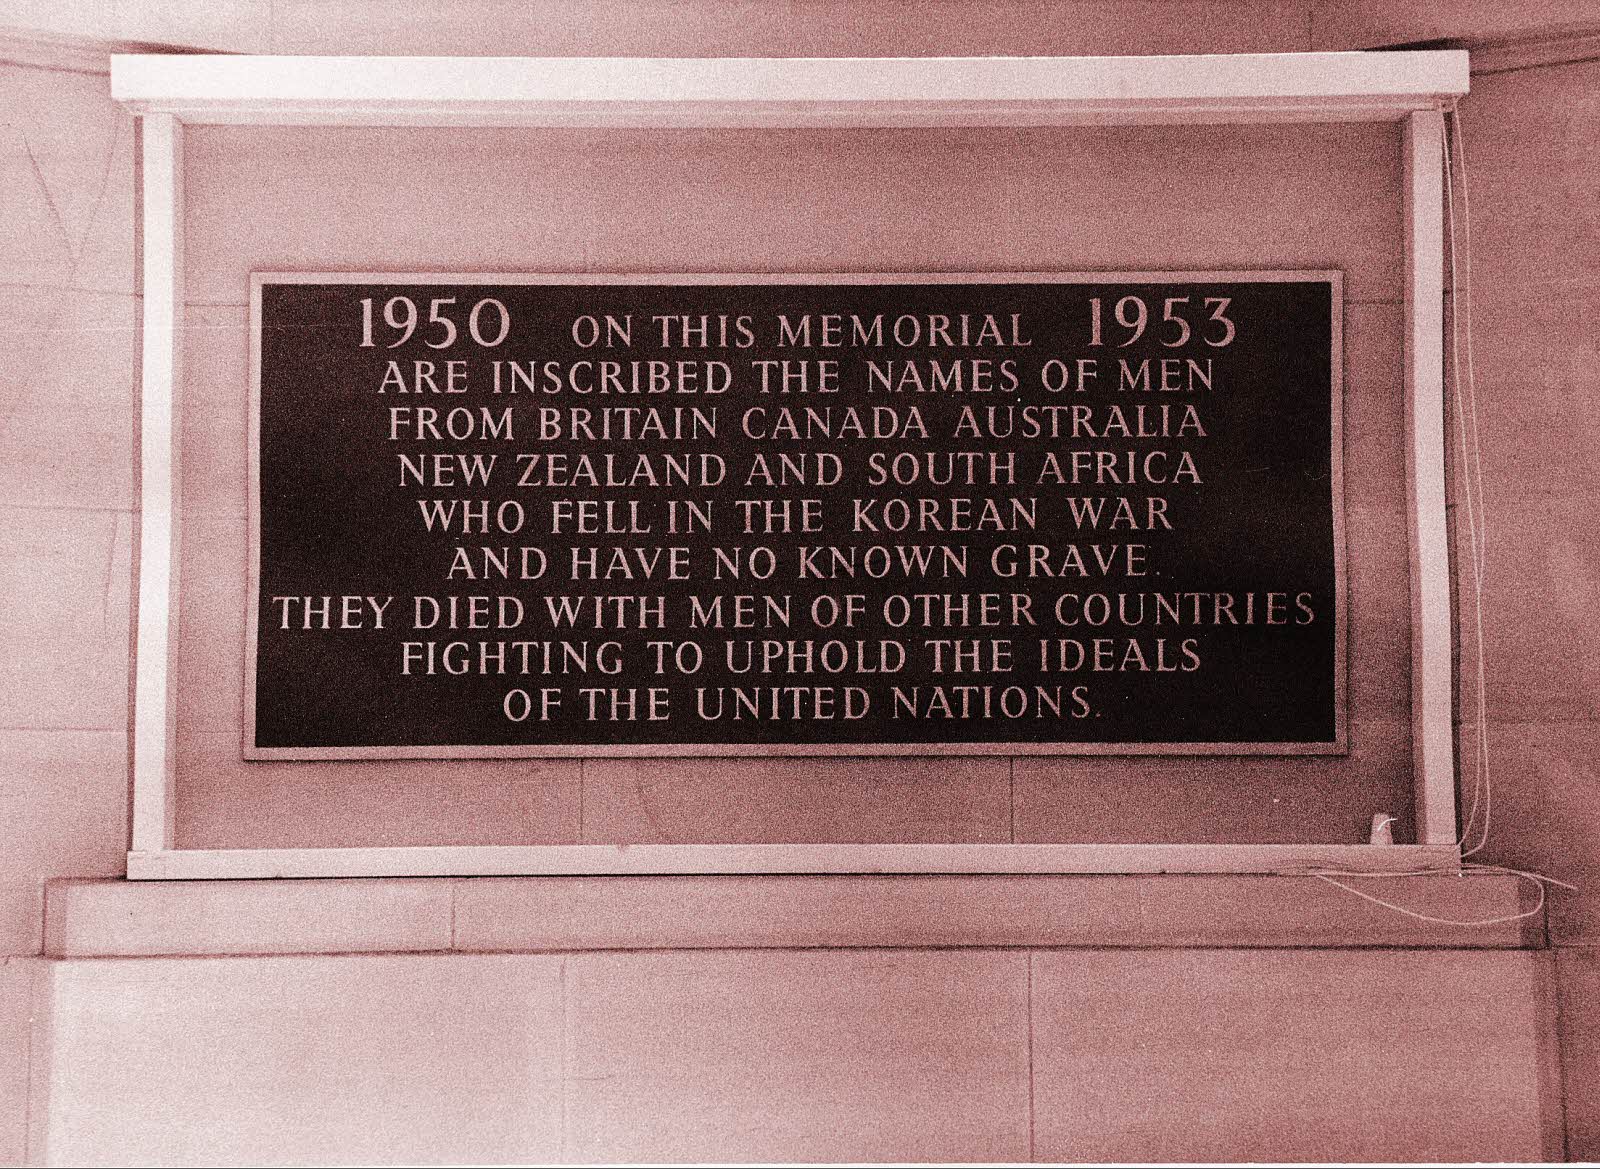 1950 ON THIS MEMORIAL 1953
ARE INSCRIBED THE NAMES OF MEN
FROM BRITAIN CANADA AUSTRALIA
NEW ZEALAND AND SOUTH AFRICA
WHO FELL IN THE KOREAN WAR
AND HAVE NO KNOWN GRAVE.
THEY DIED WITH MEN OF OTHER COUNTRIES
FIGHTING TO UPHOLD THE IDEALS
OF THE UNITED NATIONS.